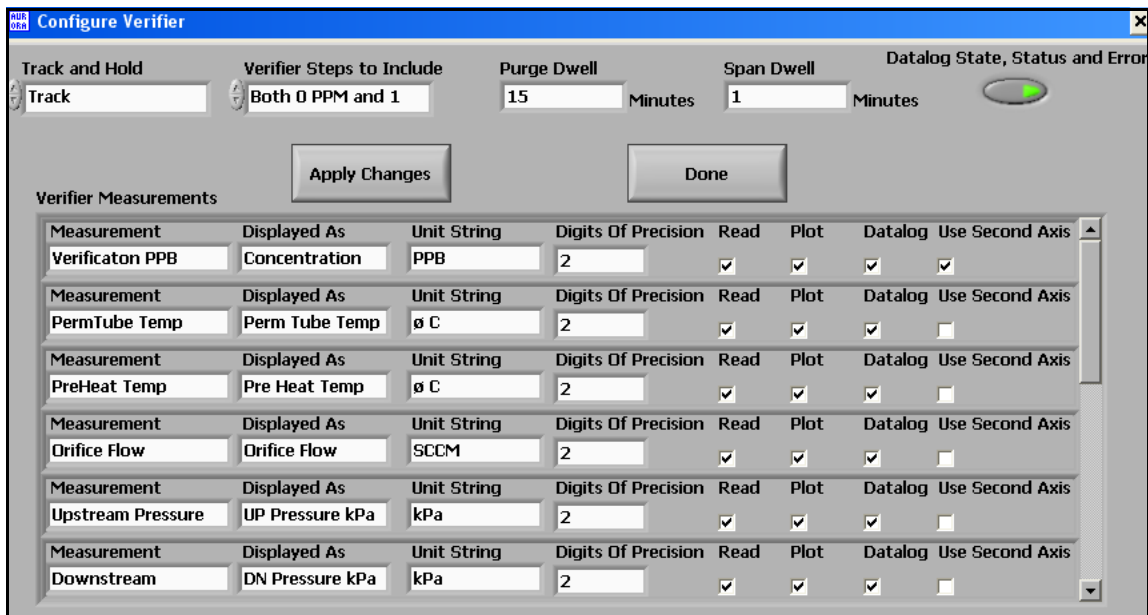 AUR
ORA
Configure Verifier
Track and Hold
Verifier Steps to Include
Purge Dwell
Span Dwell
Datalog State, Status and Error
Track
Both 0 PPM and 1
15
Minutes
1
Minutes
Apply Changes
Done
Verifier Measurements
Measurement Displayed As Unit String Digits Of Precision Read Plot Datalog Use Second Axis
Verificaton PPB Concentration PPB 2
Measurement Displayed As Unit String Digits Of Precision Read Plot Datalog Use Second Axis
PermTube Temp Perm Tube Temp ø C 2
Measurement Displayed As Unit String Digits Of Precision Read Plot Datalog Use Second Axis
PreHeat Temp Pre Heat Temp ø C 2
Measurement Displayed As Unit String Digits Of Precision Read Plot Datalog Use Second Axis
Orifice Flow Orifice Flow SCCM 2
Measurement Displayed As Unit String Digits Of Precision Read Plot Datalog Use Second Axis
Upstream Pressure UP Pressure kPa kPa 2
Measurement Displayed As Unit String Digits Of Precision Read Plot Datalog Use Second Axis
Downstream DN Pressure kPa kPa 2